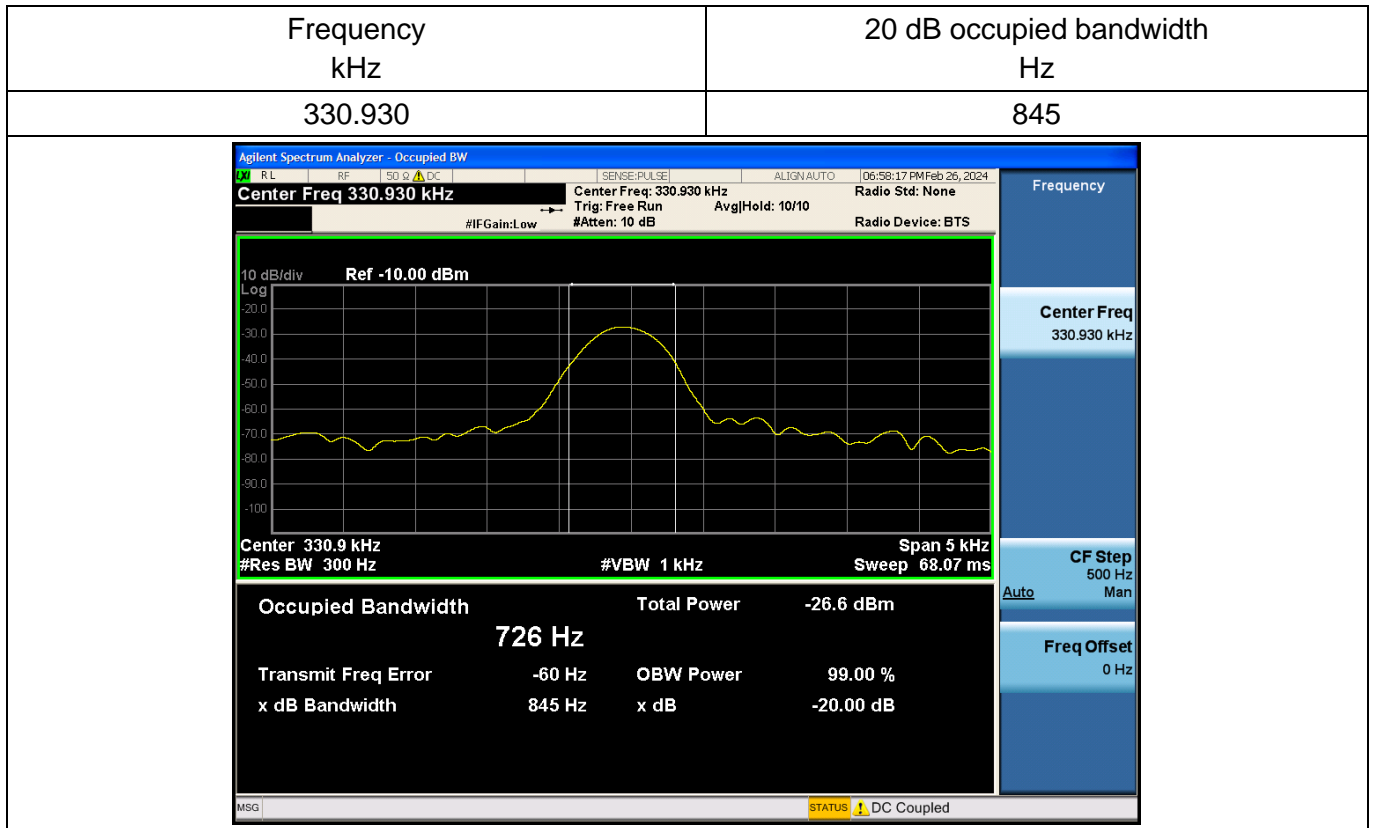 Frequency
kHz
20 dB occupied bandwidth
Hz
330.930
845
Agilent Spectrum Analyzer - Occupied BW
LXI RL RF 50 Ω DC SENSE:PULSE ALIGN AUTO 06:58:17 PM Feb 26, 2024
Center Freq 330.930 kHz
Center Freq: 330.930 kHz
Radio Std: None
Trig: Free Run Avg|Hold: 10/10
#IFGain:Low #Atten: 10 dB Radio Device: BTS
10 dB/div Ref -10.00 dBm
Log
-20.0
-30.0
-40.0
-50.0
-60.0
-70.0
-80.0
-90.0
-100
Center 330.9 kHz Span 5 kHz
#Res BW 300 Hz #VBW 1 kHz Sweep 68.07 ms
Occupied Bandwidth Total Power -26.6 dBm
726 Hz
Transmit Freq Error -60 Hz OBW Power 99.00 %
x dB Bandwidth 845 Hz x dB -20.00 dB
Frequency
Center Freq
330.930 kHz
CF Step
500 Hz
Auto Man
Freq Offset
0 Hz
MSG STATUS DC Coupled